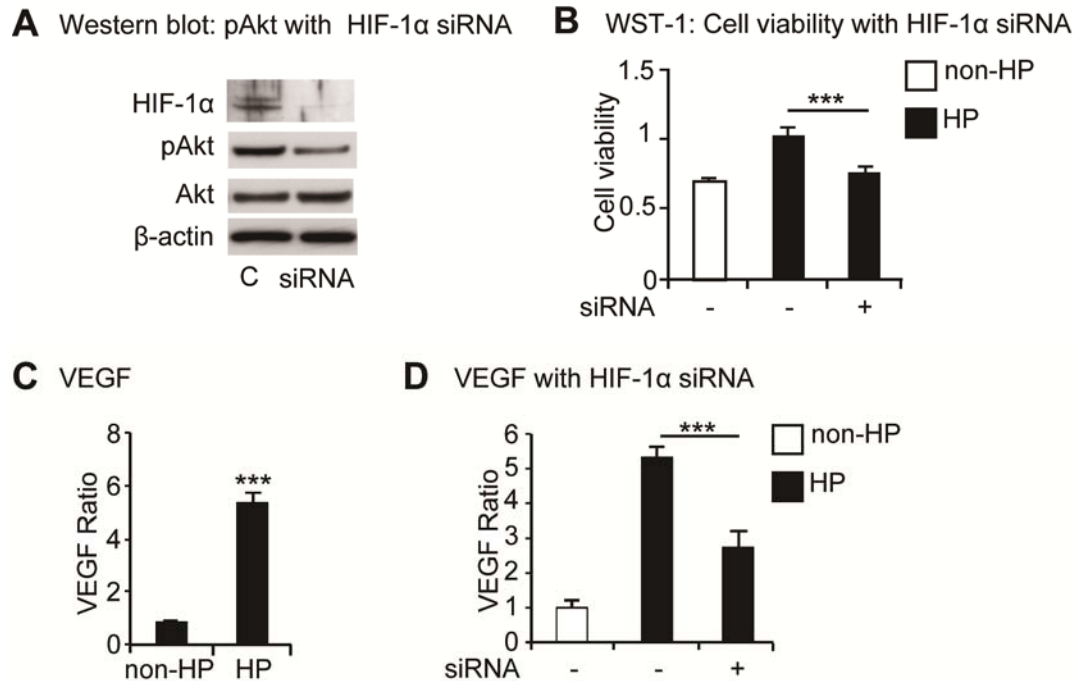 A Western blot: pAkt with HIF-1α siRNA
HIF-1α
pAkt
Akt
β-actin
C siRNA
B WST-1: Cell viability with HIF-1α siRNA
Cell viability
1.5
1
0.5
0
***
non-HP
HP
siRNA - - +
C VEGF
VEGF Ratio
8
6
4
2
0
***
non-HP HP
D VEGF with HIF-1α siRNA
VEGF Ratio
6
5
4
3
2
1
0
***
non-HP
HP
siRNA - - +